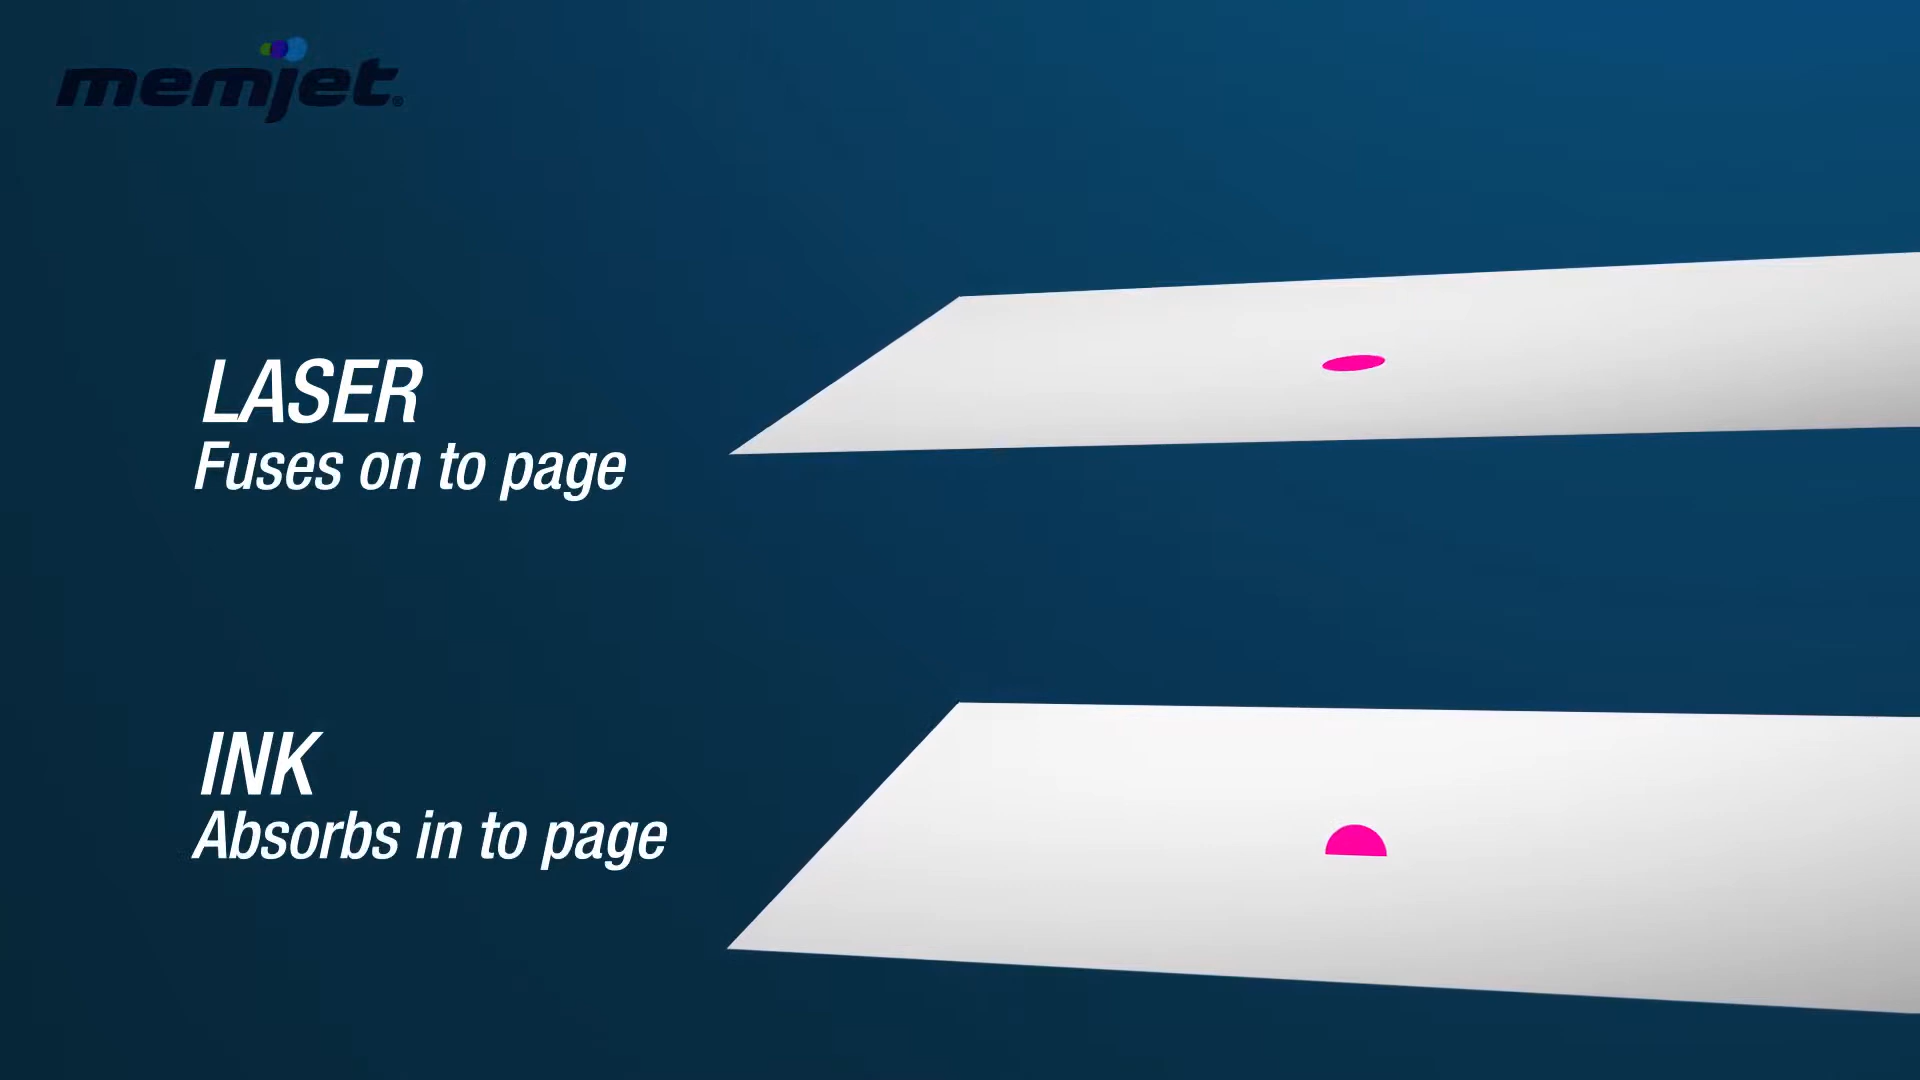 memjet®
LASER
Fuses on to page
INK
Absorbs in to page